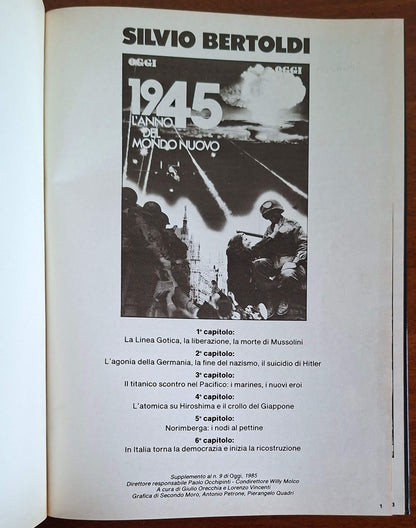 SILVIO BERTOLDI
OGGI OGGI
1945
L'ANNO
DEL
MONDO NUOVO
1° capitolo:
La Linea Gotica, la liberazione, la morte di Mussolini
2° capitolo:
L'agonia della Germania, la fine del nazismo, il suicidio di Hitler
3° capitolo:
Il titanico scontro nel Pacifico: i marines, i nuovi eroi
4° capitolo:
L'atomica su Hiroshima e il crollo del Giappone
5° capitolo:
Norimberga: i nodi al pettine
6° capitolo:
In Italia torna la democrazia e inizia la ricostruzione
Supplemento al n. 9 di Oggi, 1985
Direttore responsabile Paolo Occhipinti - Condirettore Willy Molco
A cura di Giulio Orecchia e Lorenzo Vincenti
Grafica di Secondo Moro, Antonio Petrone, Pierangelo Quadri
1 3